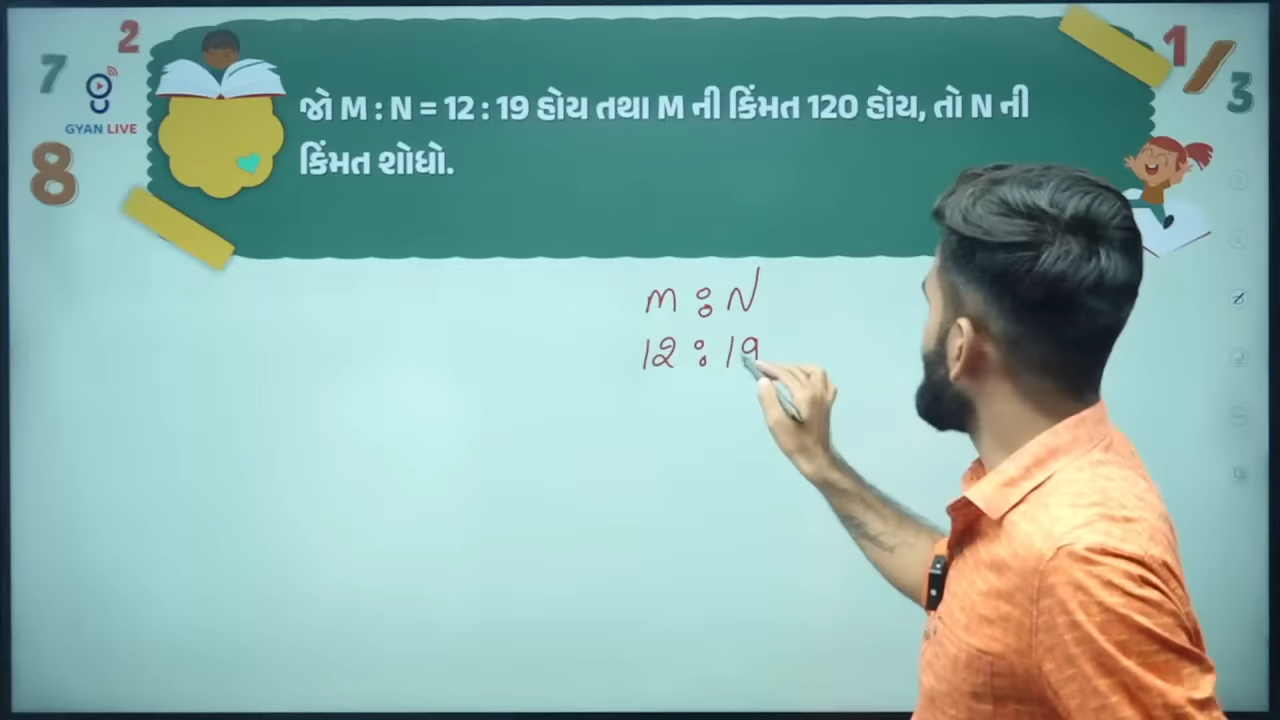 7
2
GYAN LIVE
8
1/3
જો M : N = 12 : 19 હોય તથા M ની કિંમત 120 હોય, તો N ની
કિંમત શોધો.
M : N
12 : 19